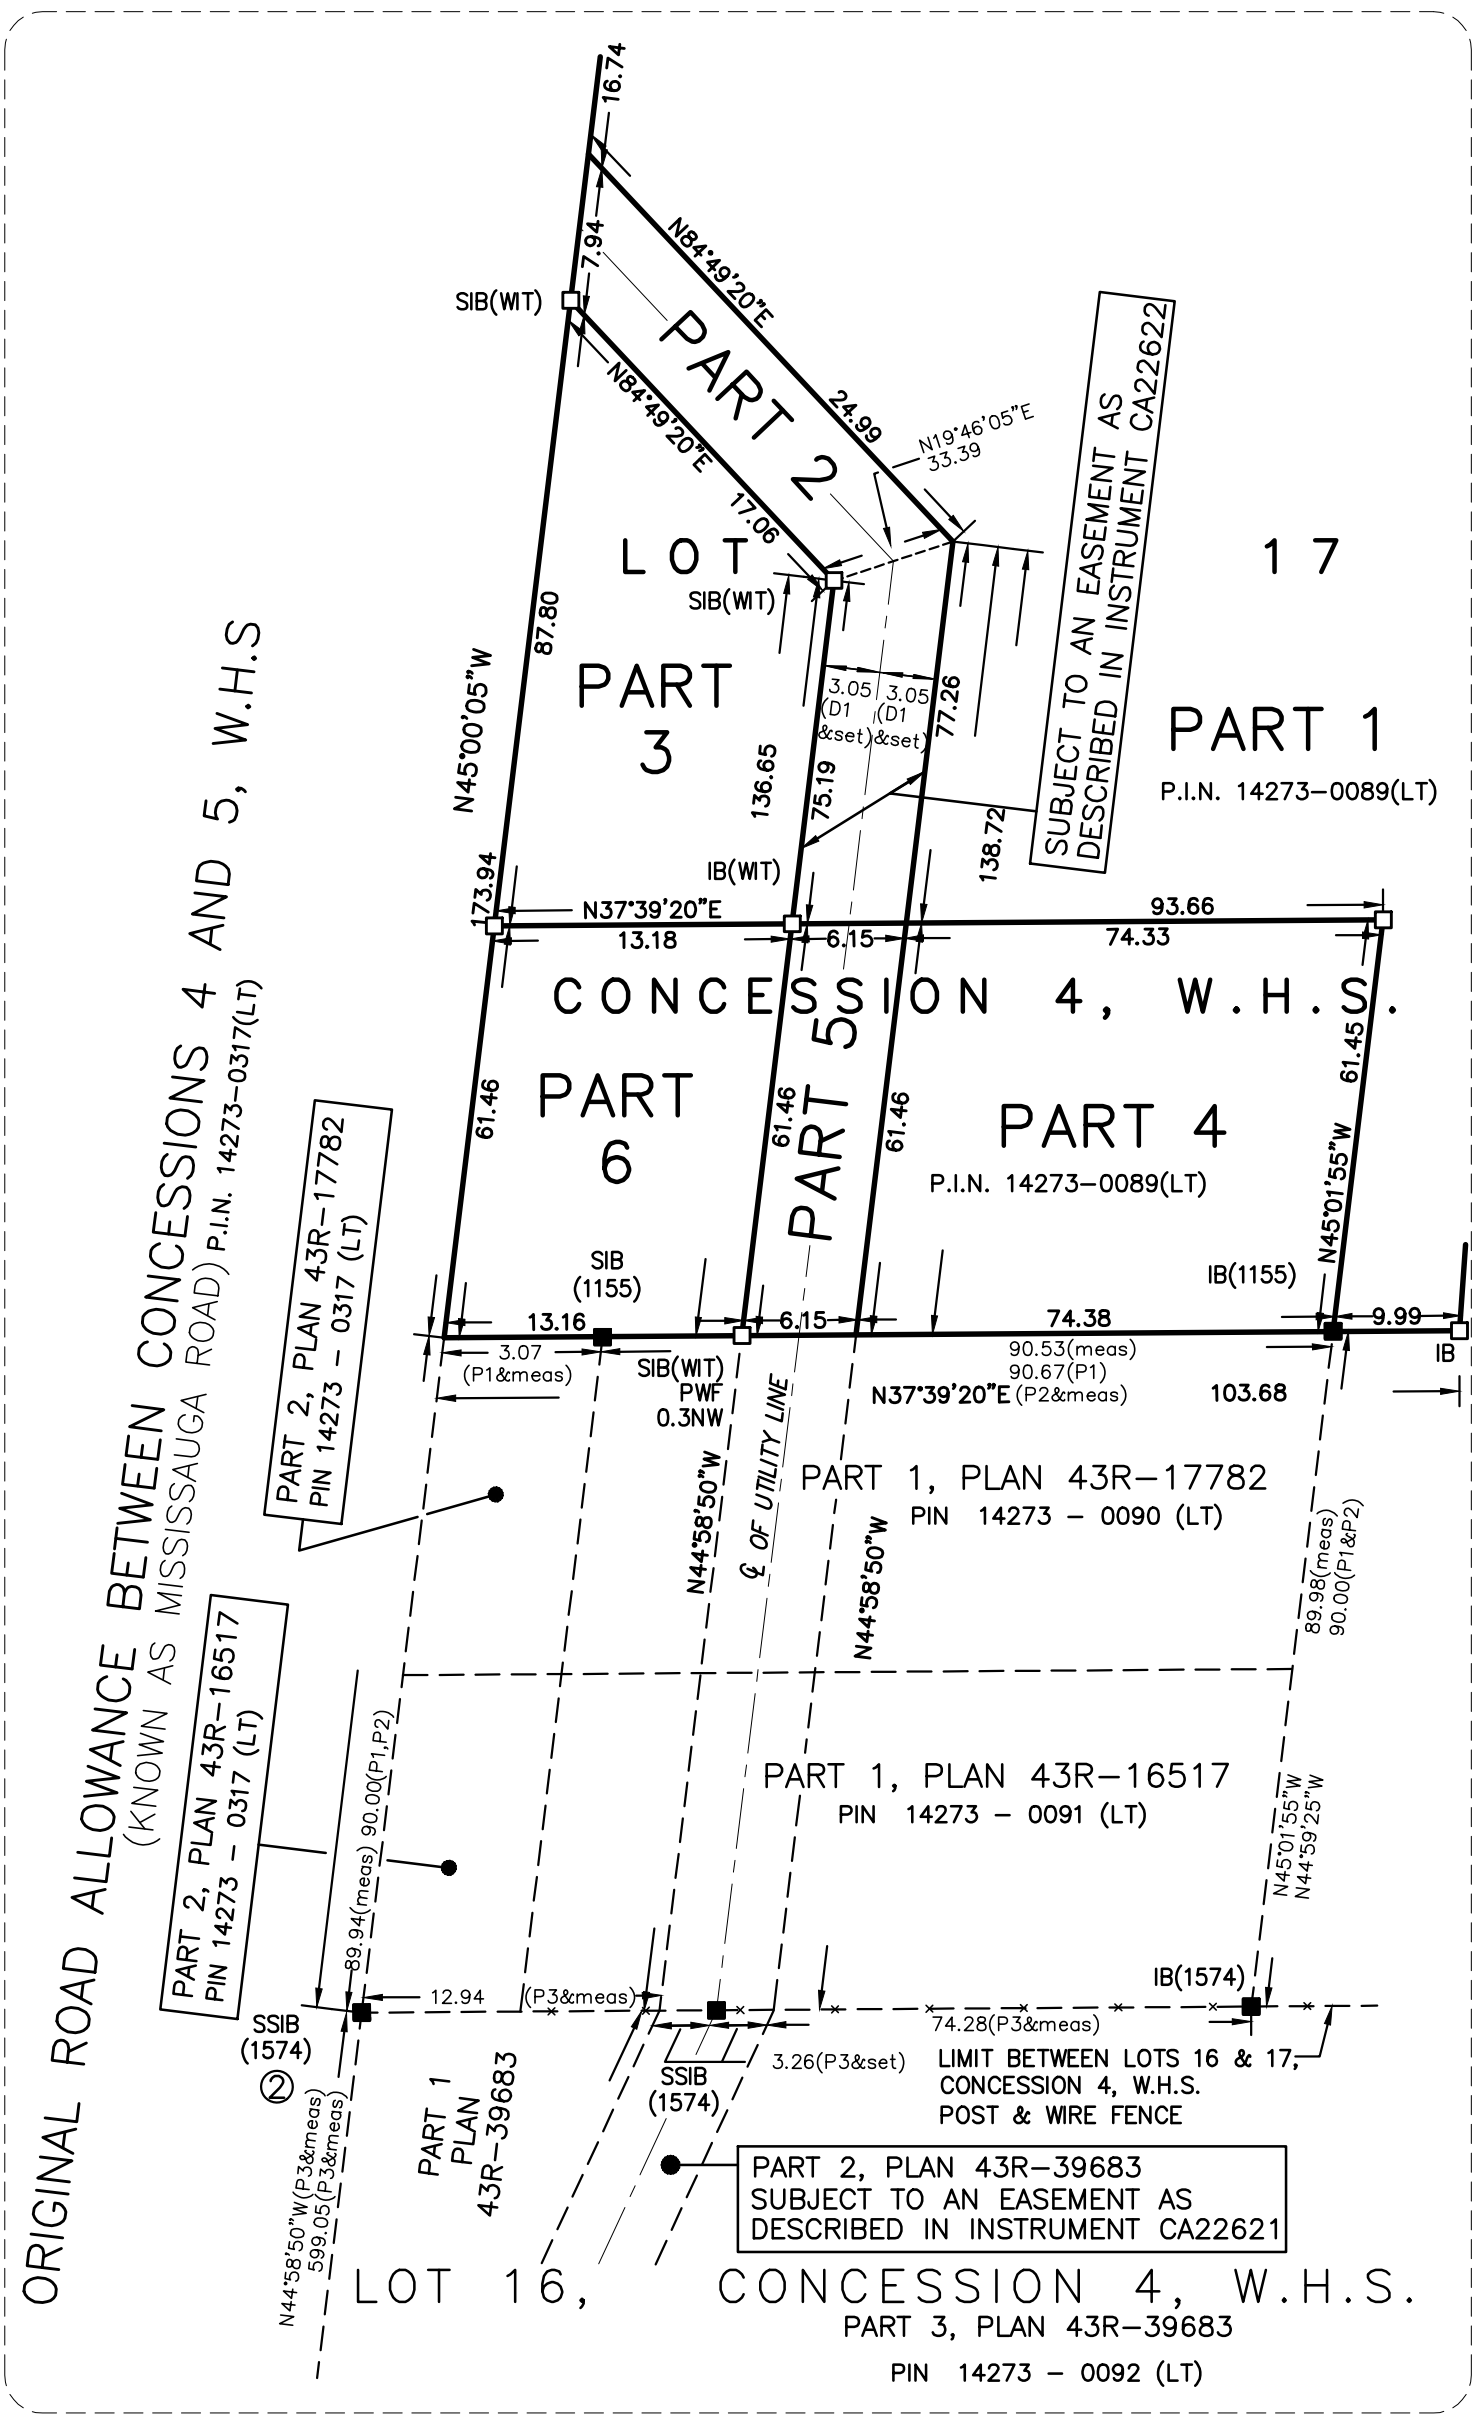 16.74
7.94
N84°49'20"E
SIB(WIT)
PART 2
N84°49'20"E
24.99
N19°46'05"E
33.39
17.06
SUBJECT TO AN EASEMENT AS
DESCRIBED IN INSTRUMENT CA22622
LOT 17
SIB(WIT)
87.80
PART
3
N45°00'05"W
3.05 3.05
(D1 (D1
&set) &set)
77.26
136.65
75.19
PART 1
P.I.N. 14273-0089(LT)
138.72
IB(WIT)
173.94
N37°39'20"E
93.66
13.18
6.15
74.33
CONCESSION 4, W.H.S.
PART 5
61.45
PART
6
61.46
61.46
61.46
PART 4
P.I.N. 14273-0089(LT)
N45°01'55"W
SIB
(1155)
IB(1155)
13.16
6.15
74.38
9.99
3.07
(P1&meas)
SIB(WIT)
PWF
0.3NW
90.53(meas)
90.67(P1)
N37°39'20"E (P2&meas)
103.68
IB
ORIGINAL ROAD ALLOWANCE BETWEEN CONCESSIONS 4 AND 5, W.H.S
(KNOWN AS MISSISSAUGA ROAD) P.I.N. 14273-0317(LT)
PART 2, PLAN 43R-17782
PIN 14273 - 0317 (LT)
N44°58'50"W
℄ OF UTILITY LINE
N44°58'50"W
PART 1, PLAN 43R-17782
PIN 14273 - 0090 (LT)
89.98(meas)
90.00(P1&P2)
PART 2, PLAN 43R-16517
PIN 14273 - 0317 (LT)
89.94(meas) 90.00(P1,P2)
PART 1, PLAN 43R-16517
PIN 14273 - 0091 (LT)
N45°01'55"W
N44°59'25"W
IB(1574)
12.94 (P3&meas)
SSIB
(1574)
2
74.28(P3&meas)
3.26(P3&set)
SSIB
(1574)
LIMIT BETWEEN LOTS 16 & 17,
CONCESSION 4, W.H.S.
POST & WIRE FENCE
PART 1
PLAN
43R-39683
N44°58'50"W(P3&meas)
599.05(P3&meas)
PART 2, PLAN 43R-39683
SUBJECT TO AN EASEMENT AS
DESCRIBED IN INSTRUMENT CA22621
LOT 16, CONCESSION 4, W.H.S.
PART 3, PLAN 43R-39683
PIN 14273 - 0092 (LT)